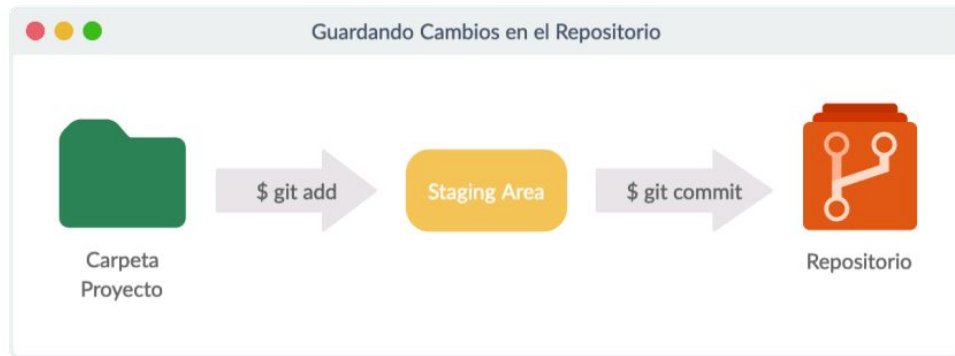 Guardando Cambios en el Repositorio
$ git add
Staging Area
$ git commit
Carpeta
Proyecto
Repositorio